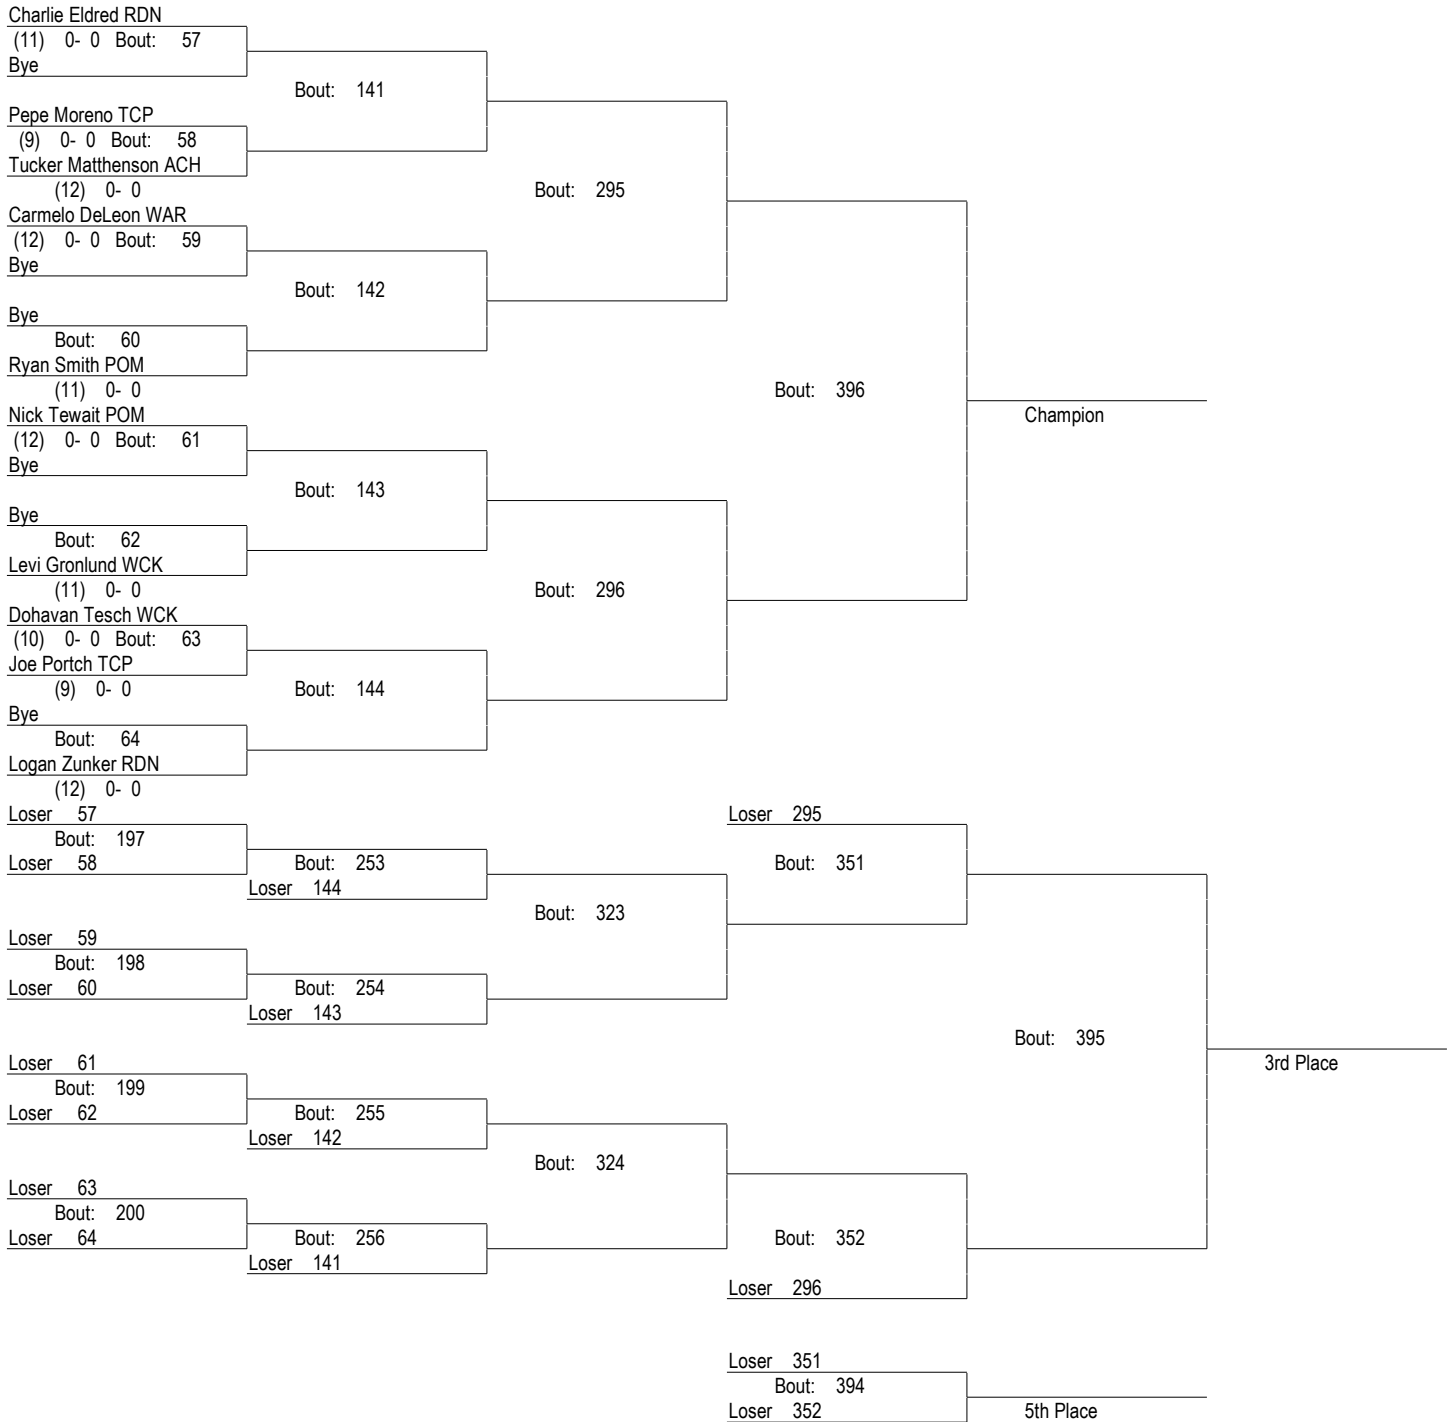 Charlie Eldred RDN
(11) 0- 0 Bout: 57
Bye
Bout: 141
Pepe Moreno TCP
(9) 0- 0 Bout: 58
Tucker Matthenson ACH
(12) 0- 0
Bout: 295
Carmelo DeLeon WAR
(12) 0- 0 Bout: 59
Bye
Bout: 142
Bye
Bout: 60
Ryan Smith POM
(11) 0- 0
Bout: 396
Nick Tewait POM
Champion
(12) 0- 0 Bout: 61
Bye
Bout: 143
Bye
Bout: 62
Levi Gronlund WCK
(11) 0- 0
Bout: 296
Dohavan Tesch WCK
(10) 0- 0 Bout: 63
Joe Portch TCP
(9) 0- 0
Bout: 144
Bye
Bout: 64
Logan Zunker RDN
(12) 0- 0
Loser 57
Loser 295
Bout: 197
Loser 58
Bout: 253
Bout: 351
Loser 144
Bout: 323
Loser 59
Bout: 198
Loser 60
Bout: 254
Loser 143
Bout: 395
Loser 61
3rd Place
Bout: 199
Loser 62
Bout: 255
Loser 142
Bout: 324
Loser 63
Bout: 200
Loser 64
Bout: 256
Bout: 352
Loser 141
Loser 296
Loser 351
Bout: 394
Loser 352
5th Place